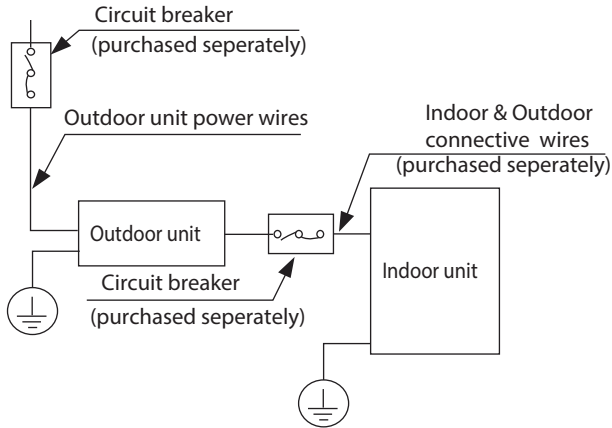 Circuit breaker
(purchased seperately)
Outdoor unit power wires
Indoor & Outdoor
connective wires
(purchased seperately)
Outdoor unit
Circuit breaker
(purchased seperately)
Indoor unit